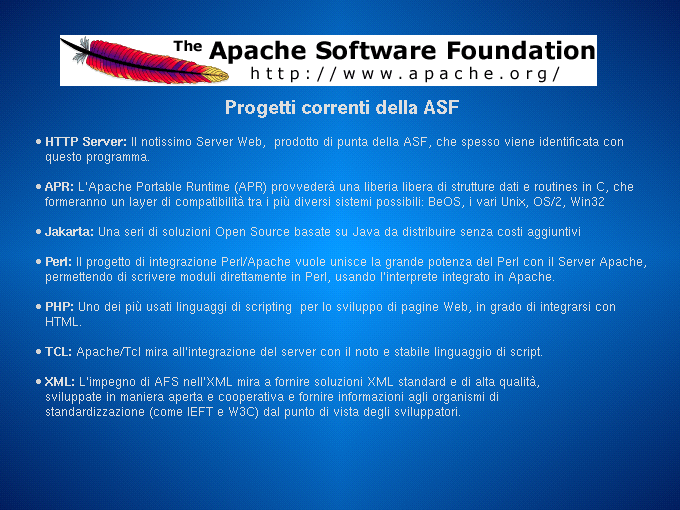 The Apache Software Foundation
http://www.apache.org/
Progetti correnti della ASF
• HTTP Server: Il notissimo Server Web,  prodotto di punta della ASF, che spesso viene identificata con
questo programma.
• APR: L'Apache Portable Runtime (APR) provvederà una liberia libera di strutture dati e routines in C, che
formeranno un layer di compatibilità tra i più diversi sistemi possibili: BeOS, i vari Unix, OS/2, Win32
• Jakarta: Una seri di soluzioni Open Source basate su Java da distribuire senza costi aggiuntivi
• Perl: Il progetto di integrazione Perl/Apache vuole unisce la grande potenza del Perl con il Server Apache,
permettendo di scrivere moduli direttamente in Perl, usando l'interprete integrato in Apache.
• PHP: Uno dei più usati linguaggi di scripting  per lo sviluppo di pagine Web, in grado di integrarsi con
HTML.
• TCL: Apache/Tcl mira all'integrazione del server con il noto e stabile linguaggio di script.
• XML: L'impegno di AFS nell'XML mira a fornire soluzioni XML standard e di alta qualità,
sviluppate in maniera aperta e cooperativa e fornire informazioni agli organismi di
standardizzazione (come IEFT e W3C) dal punto di vista degli sviluppatori.